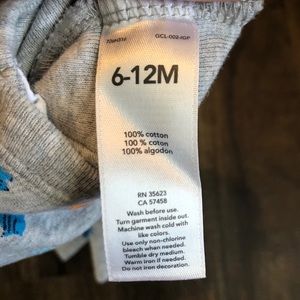 GCL-002-IGP
6-12M
100% cotton
100 % coton
100% algodon
RN 35623
CA 57458
Wash before use.
Turn garment inside out.
Machine wash cold with
like colors.
Use only non-chlorine
bleach when necessary.
Tumble dry medium.
Warm iron if needed.
Do not iron decoration.